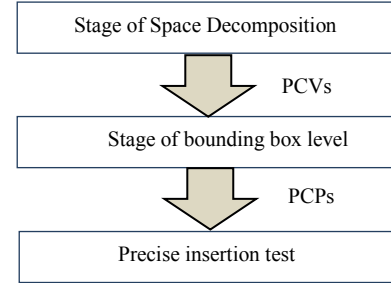 Stage of Space Decomposition
PCVs
Stage of bounding box level
PCPs
Precise insertion test